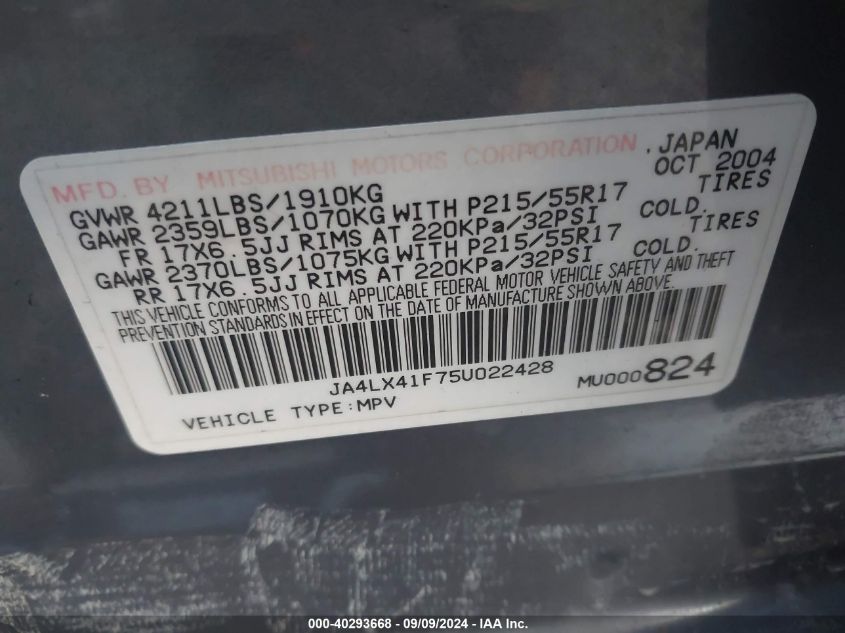 MFD. BY MITSUBISHI MOTORS CORPORATION, JAPAN
GVWR 4211LBS/1910KG OCT 2004
GAWR 2359LBS/1070KG WITH P215/55R17 TIRES
FR 17X6.5JJ RIMS AT 220KPa/32PSI COLD.
GAWR 2370LBS/1075KG WITH P215/55R17 TIRES
RR 17X6.5JJ RIMS AT 220KPa/32PSI COLD.
THIS VEHICLE CONFORMS TO ALL APPLICABLE FEDERAL MOTOR VEHICLE SAFETY AND THEFT
PREVENTION STANDARDS IN EFFECT ON THE DATE OF MANUFACTURE SHOWN ABOVE.
JA4LX41F75U022428 MU000824
VEHICLE TYPE:MPV
000-40293668 - 09/09/2024 - IAA Inc.